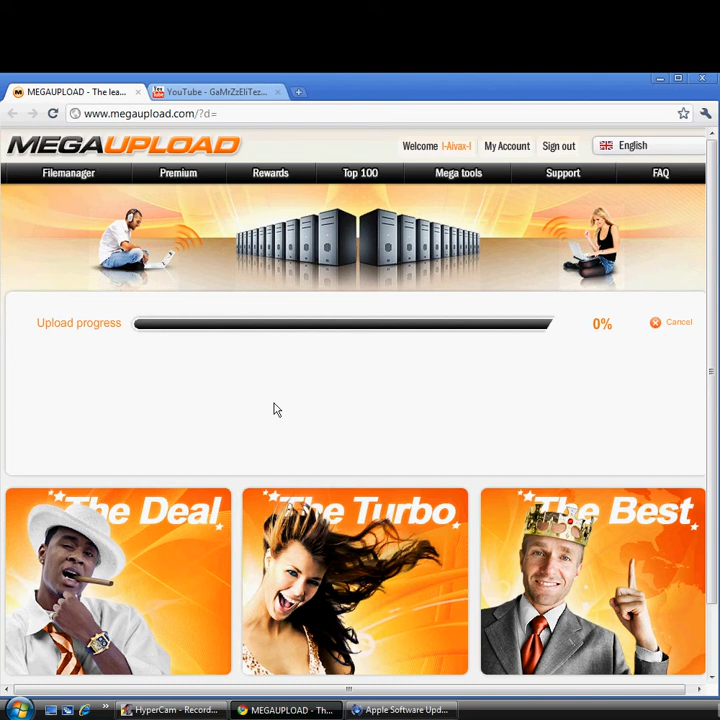 MEGAUPLOAD - The lea...
YouTube - GaMrZzEliTez...
www.megaupload.com/?d=
MEGAUPLOAD
Welcome I-Aivax-I My Account Sign out English
Filemanager Premium Rewards Top 100 Mega tools Support FAQ
Upload progress 0% Cancel
The Deal The Turbo The Best
HyperCam - Record... MEGAUPLOAD - Th... Apple Software Upd...